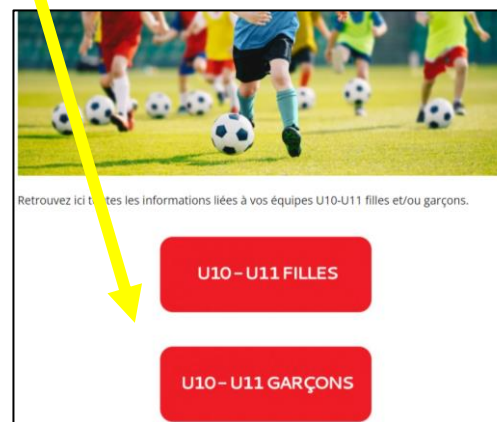 Retrouvez ici toutes les informations liées à vos équipes U10-U11 filles et/ou garçons.
U10 – U11 FILLES
U10 – U11 GARÇONS